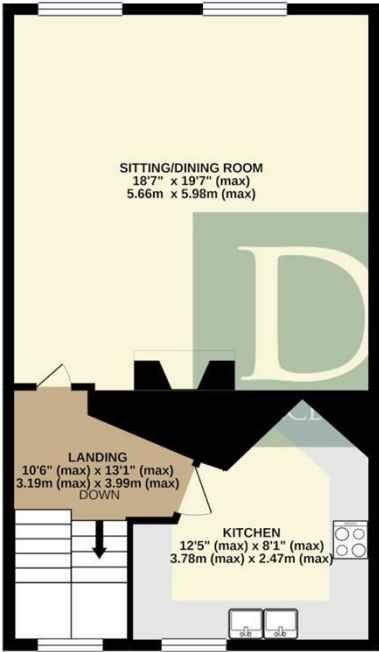 SITTING/DINING ROOM
18'7" x 19'7" (max)
5.66m x 5.98m (max)
D
LANDING
10'6" (max) x 13'1" (max)
3.19m (max) x 3.99m (max)
DOWN
KITCHEN
12'5" (max) x 8'1" (max)
3.78m (max) x 2.47m (max)